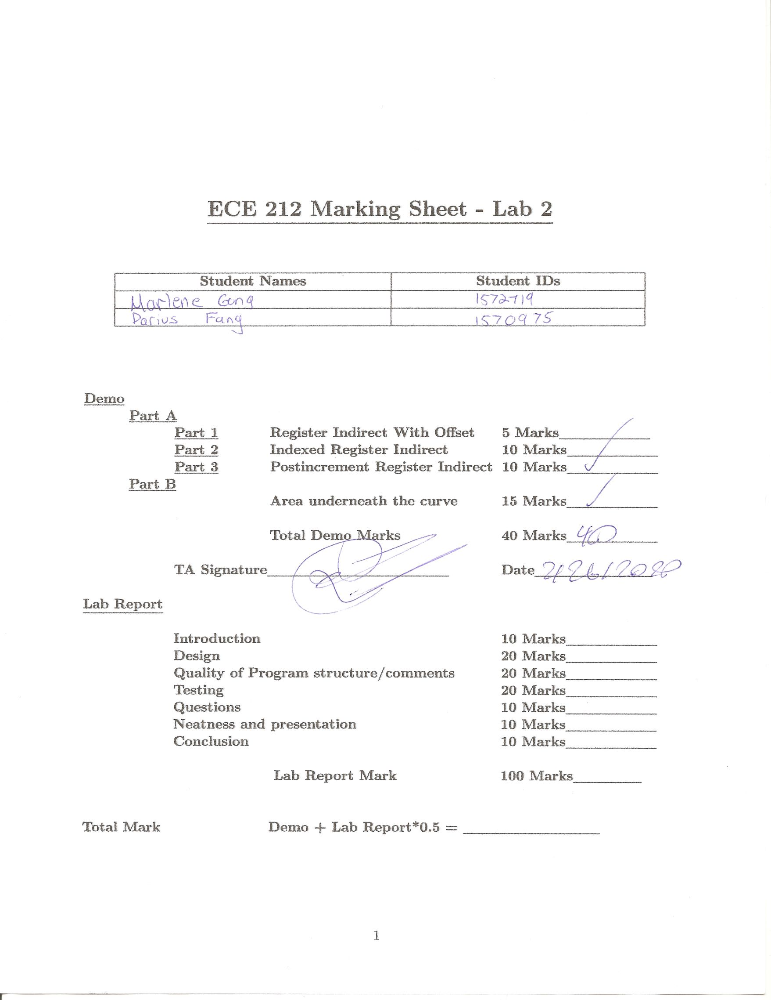 ECE 212 Marking Sheet - Lab 2
Student Names Student IDs
Marlene Gong 1572719
Darius Fang 1570975
Demo
Part A
Part 1 Register Indirect With Offset 5 Marks
Part 2 Indexed Register Indirect 10 Marks
Part 3 Postincrement Register Indirect 10 Marks ✓
Part B
Area underneath the curve 15 Marks ✓
Total Demo Marks 40 Marks 40
TA Signature Date 2/26/2020
Lab Report
Introduction 10 Marks
Design 20 Marks
Quality of Program structure/comments 20 Marks
Testing 20 Marks
Questions 10 Marks
Neatness and presentation 10 Marks
Conclusion 10 Marks
Lab Report Mark 100 Marks
Total Mark Demo + Lab Report*0.5 =
1